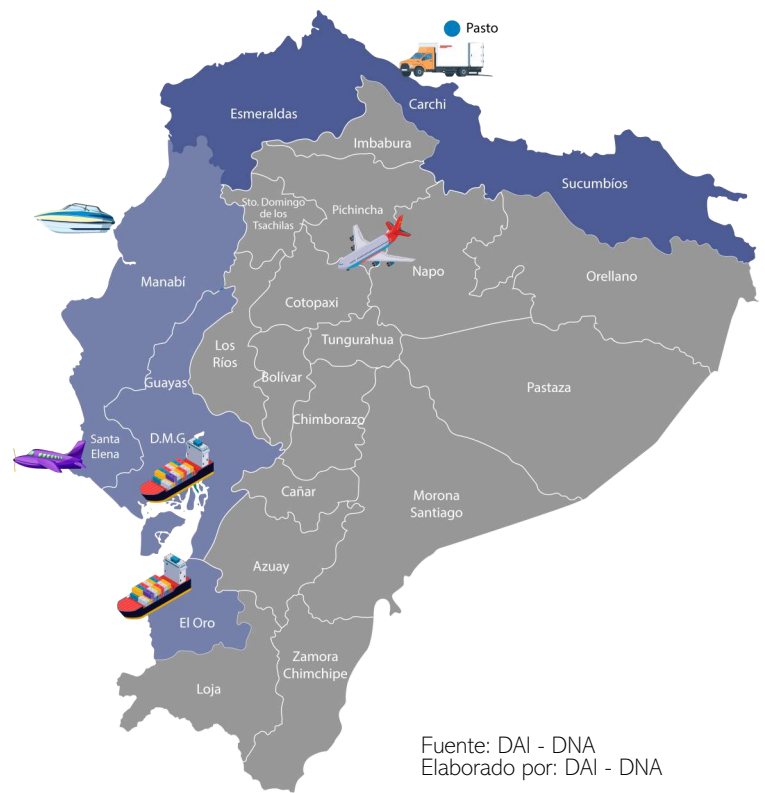 Pasto
Carchi
Esmeraldas
Imbabura
Sucumbíos
Sto. Domingo
de los
Tsachilas
Pichincha
Napo
Orellano
Manabí
Cotopaxi
Los
Ríos
Tungurahua
Bolívar
Guayas
Pastaza
Chimborazo
Santa
Elena
D.M.G
Cañar
Morona
Santiago
Azuay
El Oro
Zamora
Chimchipe
Loja
Fuente: DAI - DNA
Elaborado por: DAI - DNA